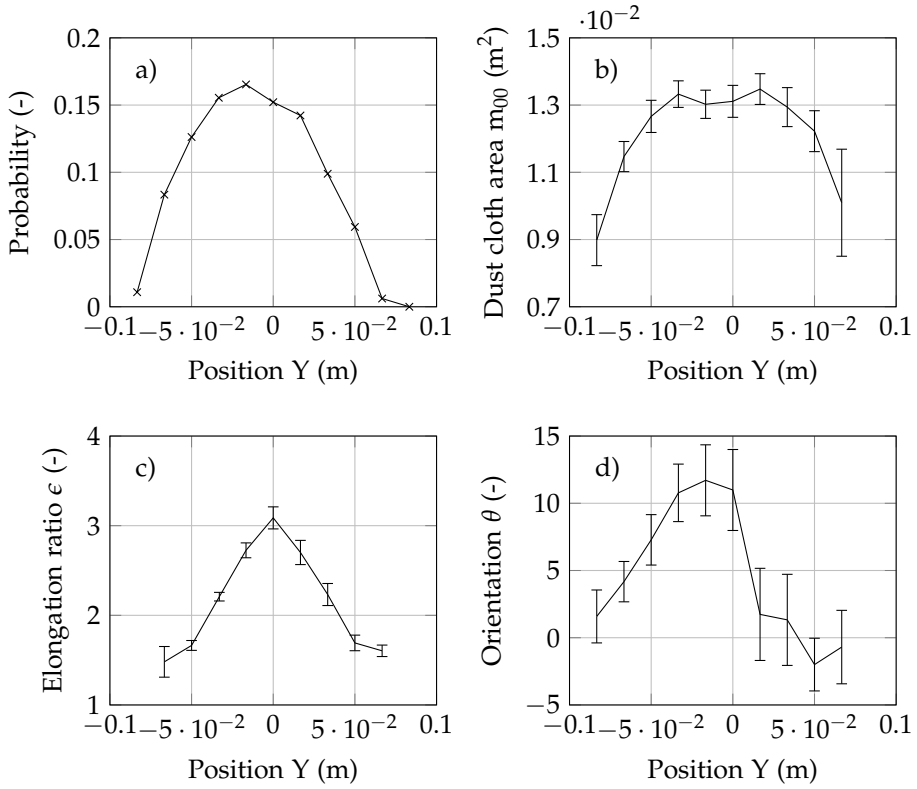 ·10⁻²
0.2
0.15
0.1
0.05
0
a)
Probability (-)
−0.1 −5 · 10⁻² 0 5 · 10⁻² 0.1
Position Y (m)
1.5
1.3
1.1
0.9
0.7
b)
Dust cloth area m₀₀ (m²)
−0.1 −5 · 10⁻² 0 5 · 10⁻² 0.1
Position Y (m)
4
3
2
1
c)
Elongation ratio ϵ (-)
−0.1 −5 · 10⁻² 0 5 · 10⁻² 0.1
Position Y (m)
15
10
5
0
−5
d)
Orientation θ (-)
−0.1 −5 · 10⁻² 0 5 · 10⁻² 0.1
Position Y (m)